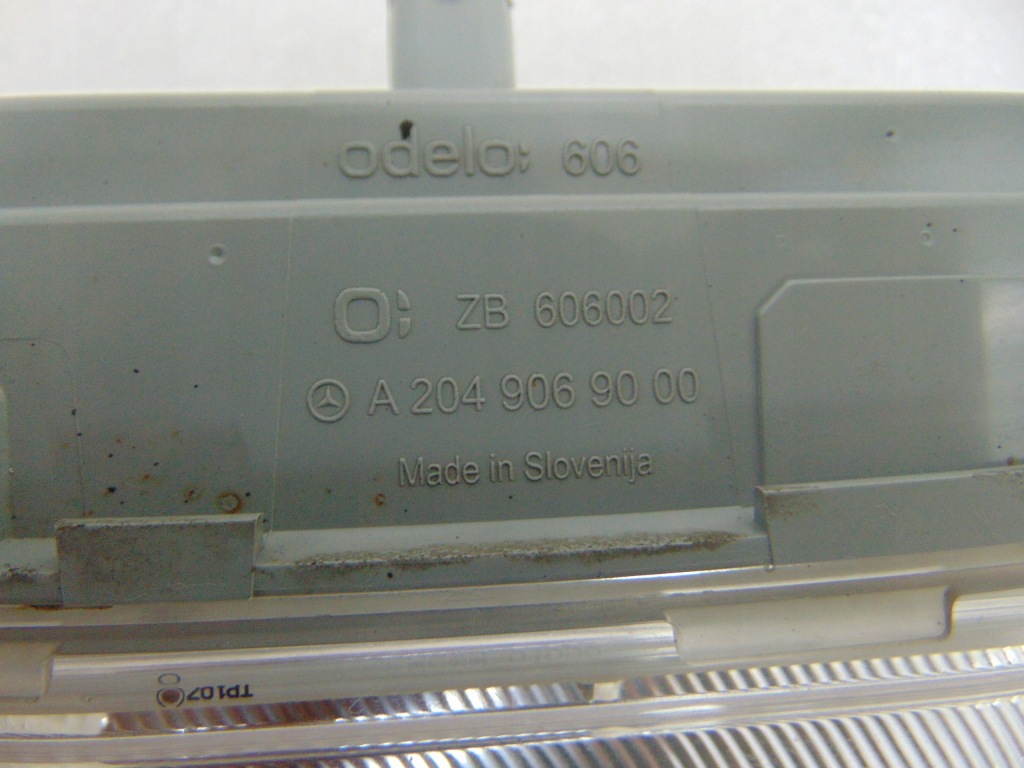 odelo: 606
O: ZB 606002
A 204 906 90 00
Made in Slovenija
TP107